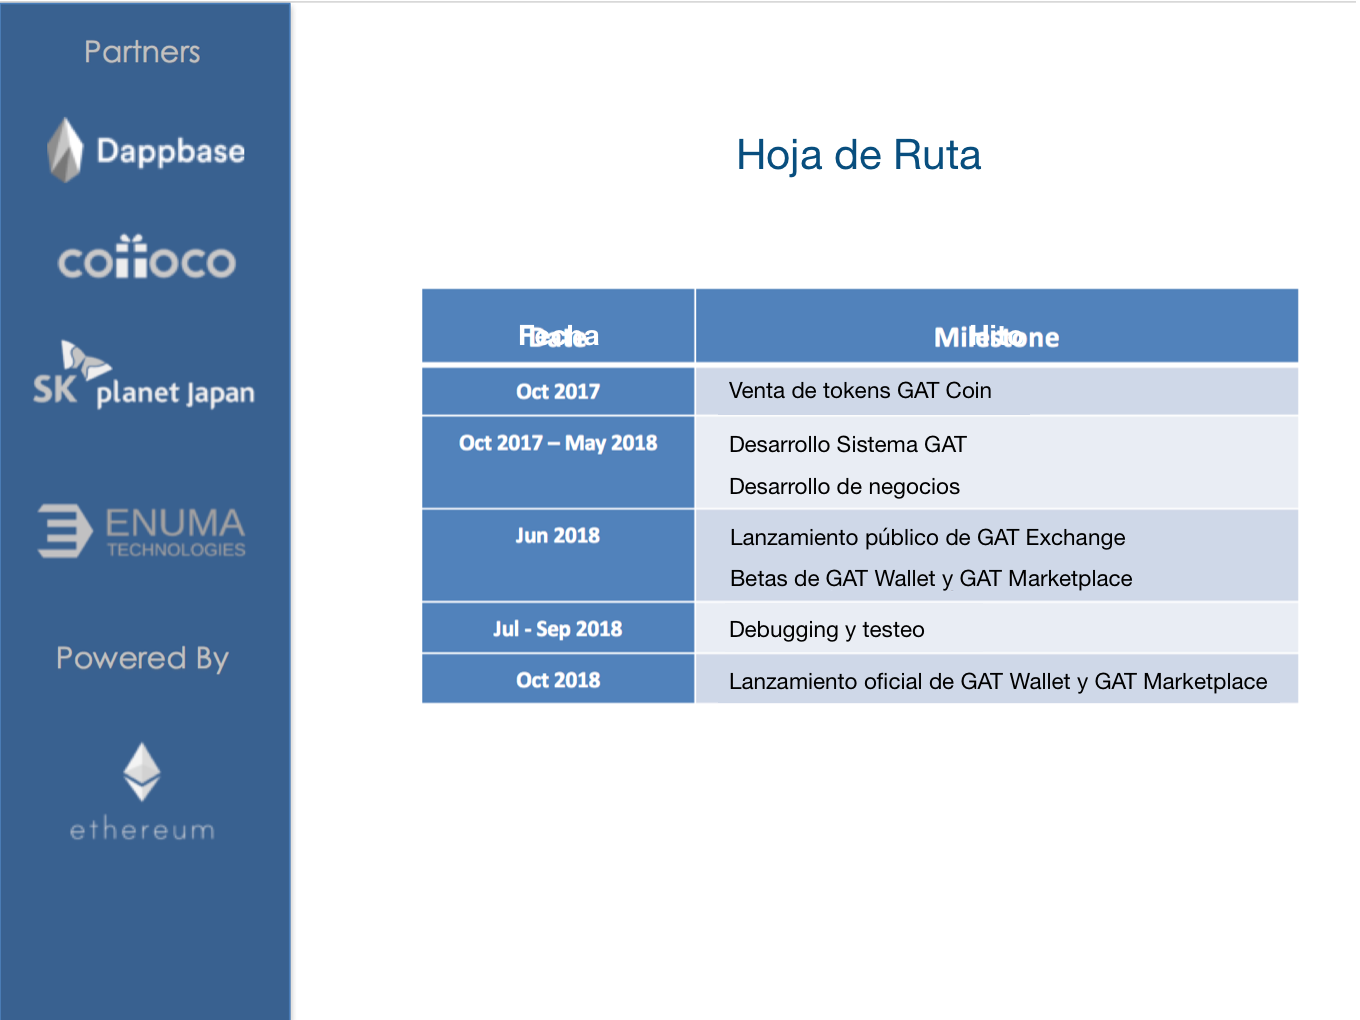 Partners
Dappbase
coiioco
SK planet Japan
ENUMA
TECHNOLOGIES
Powered By
ethereum
Hoja de Ruta
Fecha Date Milestone Hito
Oct 2017 Venta de tokens GAT Coin
Oct 2017 – May 2018 Desarrollo Sistema GAT
Desarrollo de negocios
Jun 2018 Lanzamiento público de GAT Exchange
Betas de GAT Wallet y GAT Marketplace
Jul - Sep 2018 Debugging y testeo
Oct 2018 Lanzamiento oficial de GAT Wallet y GAT Marketplace